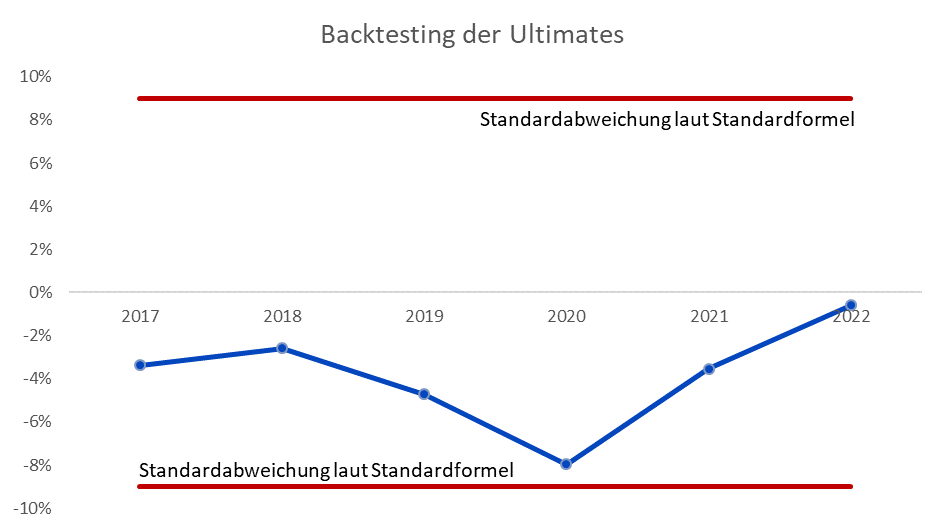 Backtesting der Ultimates
10%
Standardabweichung laut Standardformel
8%
6%
4%
2%
0%
2017 2018 2019 2020 2021 2022
-2%
-4%
-6%
-8%
Standardabweichung laut Standardformel
-10%